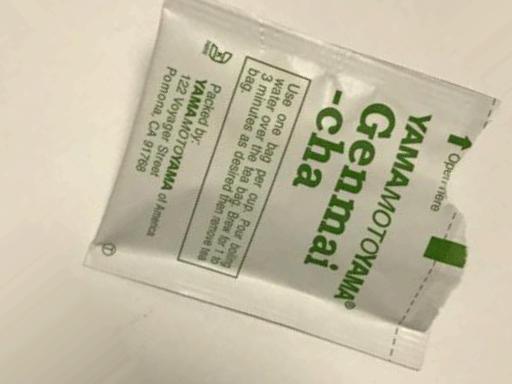 Open Here
YAMAMOTOYAMA®
Genmai
-cha
Use one bag per cup. Pour boiling
water over the tea bag. Brew for 1 to
3 minutes as desired then remove tea
bag.
Packed by:
YAMAMOTOYAMA of America
122 Voyager Street
Pomona, CA 91768